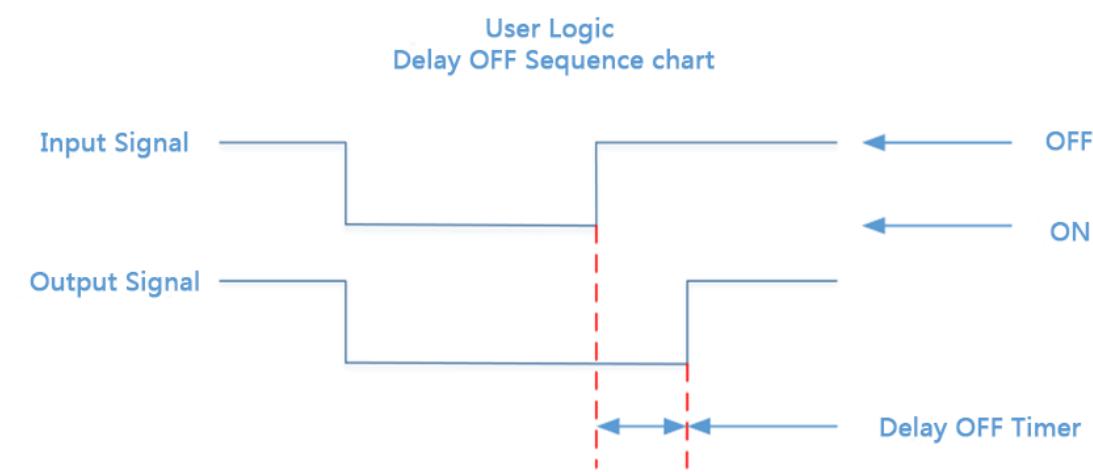 User Logic
Delay OFF Sequence chart
Input Signal
OFF
ON
Output Signal
Delay OFF Timer